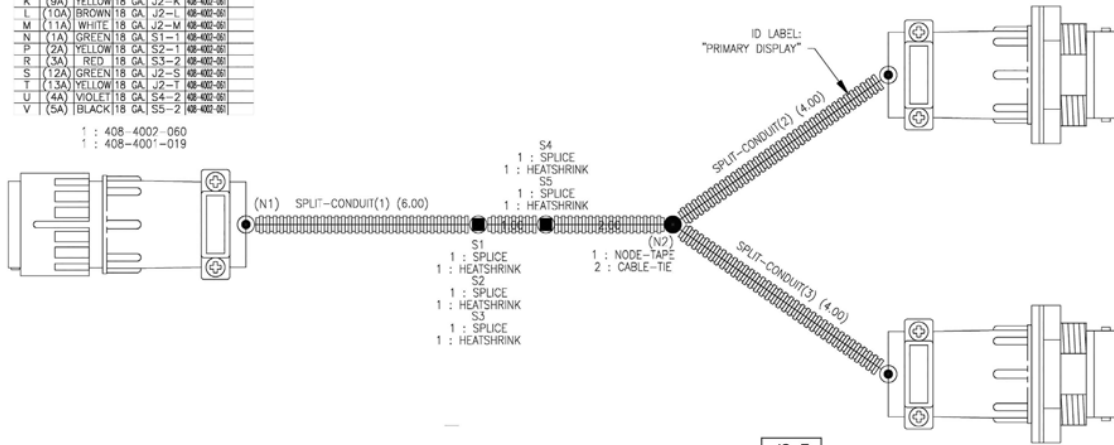 K (9A) YELLOW 18 GA. J2-K 408-4002-061
L (10A) BROWN 18 GA. J2-L 408-4002-061
M (11A) WHITE 18 GA. J2-M 408-4002-061
N (1A) GREEN 18 GA. S1-1 408-4002-061
P (2A) YELLOW 18 GA. S2-1 408-4002-061
R (3A) RED 18 GA. S3-2 408-4002-061
S (12A) GREEN 18 GA. J2-S 408-4002-061
T (13A) YELLOW 18 GA. J2-T 408-4002-061
U (4A) VIOLET 18 GA. S4-2 408-4002-061
V (5A) BLACK 18 GA. S5-2 408-4002-061
1 : 408-4002-060
1 : 408-4001-019
ID LABEL:
"PRIMARY DISPLAY"
SPLIT-CONDUIT(2) (4.00)
S4
1 : SPLICE
1 : HEATSHRINK
S5
1 : SPLICE
1 : HEATSHRINK
(N1) SPLIT-CONDUIT(1) (6.00)
1.00
2.00
(N2)
1 : NODE-TAPE
2 : CABLE-TIE
S1
1 : SPLICE
1 : HEATSHRINK
S2
1 : SPLICE
1 : HEATSHRINK
S3
1 : SPLICE
1 : HEATSHRINK
SPLIT-CONDUIT(3) (4.00)